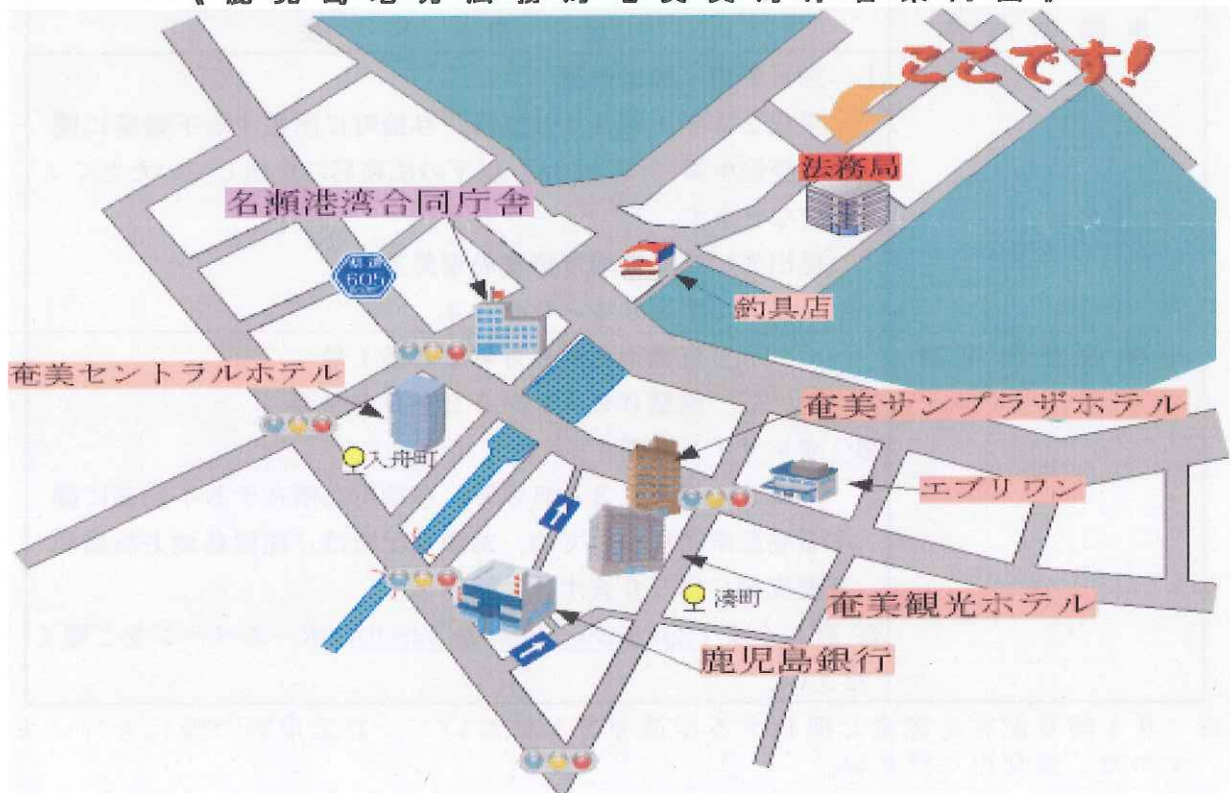 ここです!
法務局
名瀬港湾合同庁舎
605
釣具店
奄美セントラルホテル
奄美サンプラザホテル
入舟町
エブリワン
湊町
奄美観光ホテル
鹿児島銀行